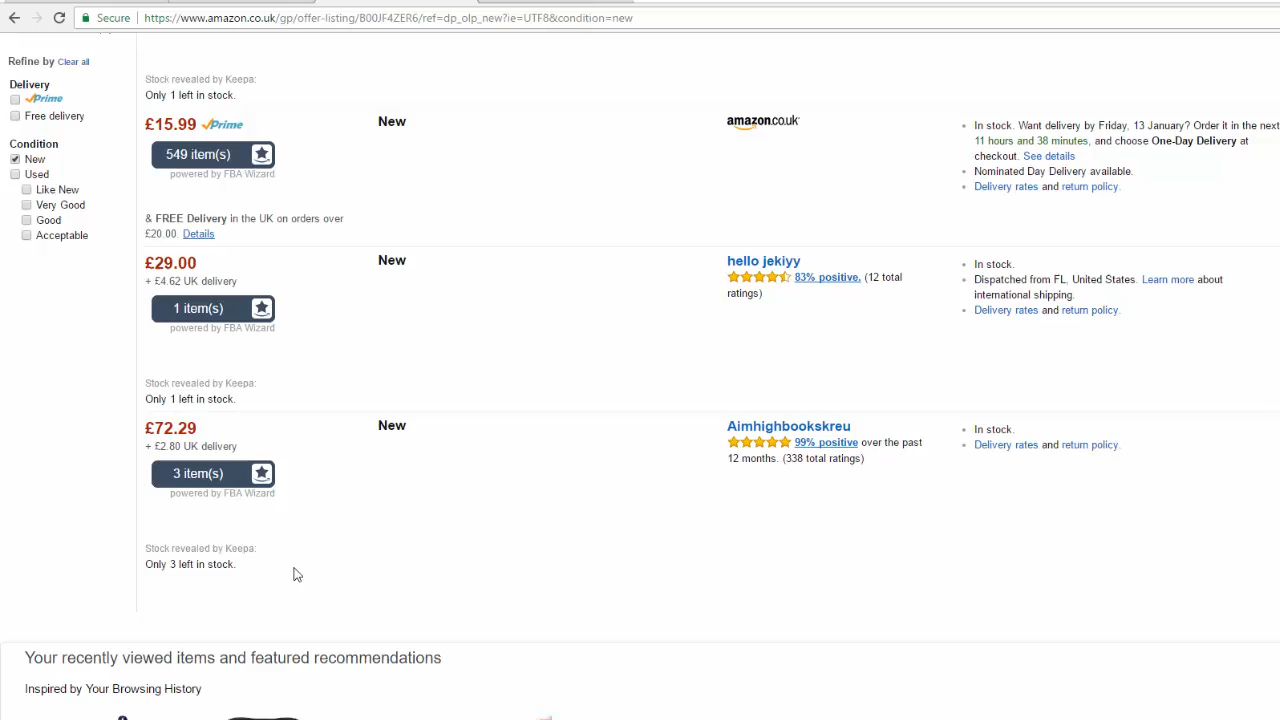 Secure https://www.amazon.co.uk/gp/offer-listing/B00JF4ZER6/ref=dp_olp_new?ie=UTF8&condition=new
Refine by Clear all
Delivery
Prime
Free delivery
Condition
New
Used
Like New
Very Good
Good
Acceptable
Stock revealed by Keepa:
Only 1 left in stock.
£15.99 Prime
549 item(s)
powered by FBA Wizard
& FREE Delivery in the UK on orders over
£20.00. Details
New
amazon.co.uk
In stock. Want delivery by Friday, 13 January? Order it in the next
11 hours and 38 minutes, and choose One-Day Delivery at
checkout. See details
Nominated Day Delivery available.
Delivery rates and return policy.
£29.00
+ £4.62 UK delivery
1 item(s)
powered by FBA Wizard
Stock revealed by Keepa:
Only 1 left in stock.
New
hello jekiyy
83% positive. (12 total
ratings)
In stock.
Dispatched from FL, United States. Learn more about
international shipping.
Delivery rates and return policy.
£72.29
+ £2.80 UK delivery
3 item(s)
powered by FBA Wizard
Stock revealed by Keepa:
Only 3 left in stock.
New
Aimhighbookskreu
99% positive over the past
12 months. (338 total ratings)
In stock.
Delivery rates and return policy.
Your recently viewed items and featured recommendations
Inspired by Your Browsing History